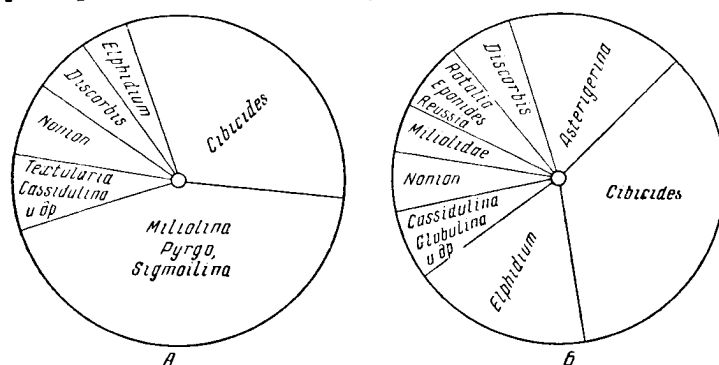 Elphidium
Discorbis
Nonion
Textularia
Cassidulina
и др
Cibicides
Miliolina
Pyrgo,
Sigmoilina
А
Discorbis
Rotalia
Eponides
Reussia
Miliolidae
Nonion
Cassidulina
Globulina
и др
Elphidium
Asterigerina
Cibicides
Б